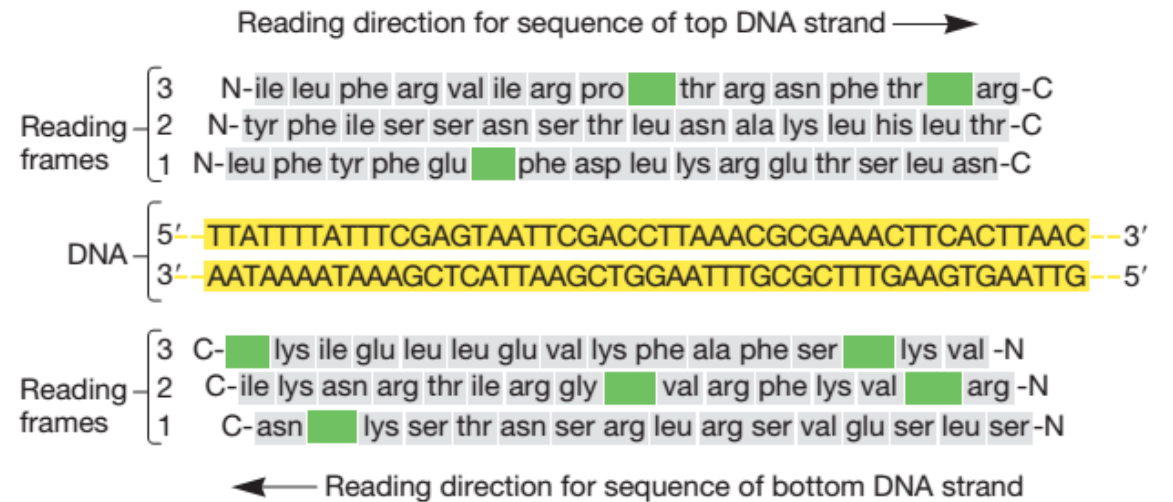 Reading direction for sequence of top DNA strand
3 N-ile leu phe arg val ile arg pro thr arg asn phe thr arg-C
Reading frames 2 N-tyr phe ile ser ser asn ser thr leu asn ala lys leu his leu thr-C
1 N-leu phe tyr phe glu phe asp leu lys arg glu thr ser leu asn-C
DNA 5′ TTATTTTATTTCGAGTAATTCGACCTTAAACGCGAAACTTCACTTAAC 3′
3′ AATAAAATAAAGCTCATTAAGCTGGAATTTGCGCTTTGAAGTGAATTG 5′
3 C- lys ile glu leu leu glu val lys phe ala phe ser lys val -N
Reading frames 2 C-ile lys asn arg thr ile arg gly val arg phe lys val arg -N
1 C-asn lys ser thr asn ser arg leu arg ser val glu ser leu ser-N
Reading direction for sequence of bottom DNA strand